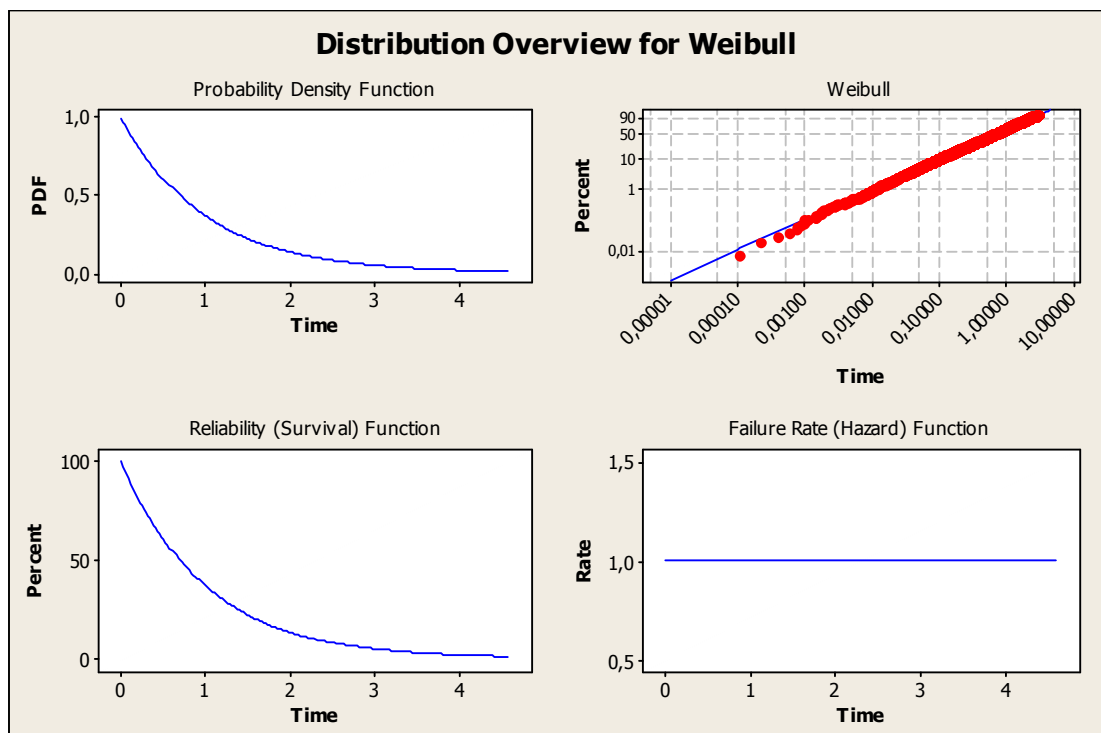 Distribution Overview for Weibull
Probability Density Function
PDF
1,0
0,5
0,0
0 1 2 3 4
Time
Weibull
Percent
90
50
10
1
0,01
0,00001 0,00010 0,00100 0,01000 0,10000 1,00000 10,00000
Time
Reliability (Survival) Function
Percent
100
50
0
0 1 2 3 4
Time
Failure Rate (Hazard) Function
Rate
1,5
1,0
0,5
0 1 2 3 4
Time